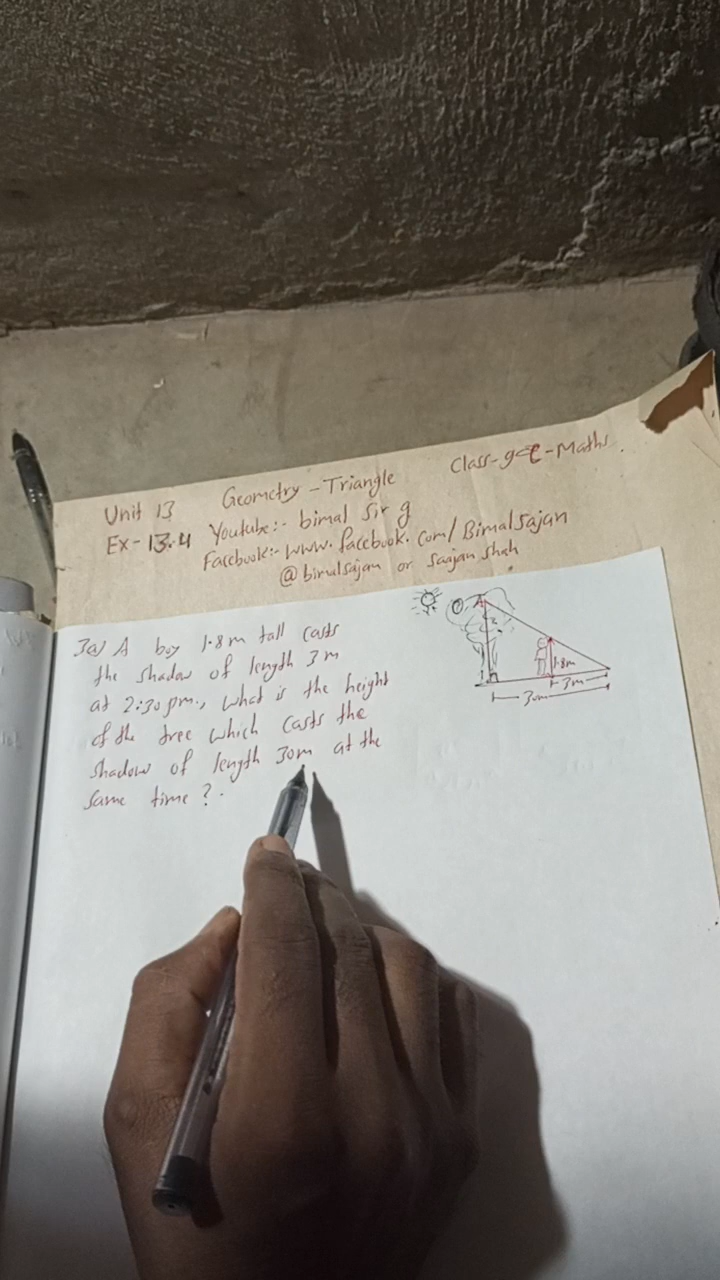 Unit 13 Geometry - Triangle Class - 9 - Maths.
Ex - 13.4 Youtube:- bimal Sir g
Facebook:- www.facebook.com/Bimalsajan
@bimalsajan or saajan shah
3a) A boy 1.8m tall casts
the shadow of length 3m
at 2:30 pm., what is the height
of the tree which casts the
shadow of length 30m at the
same time ?.
1.8m
3m
30m